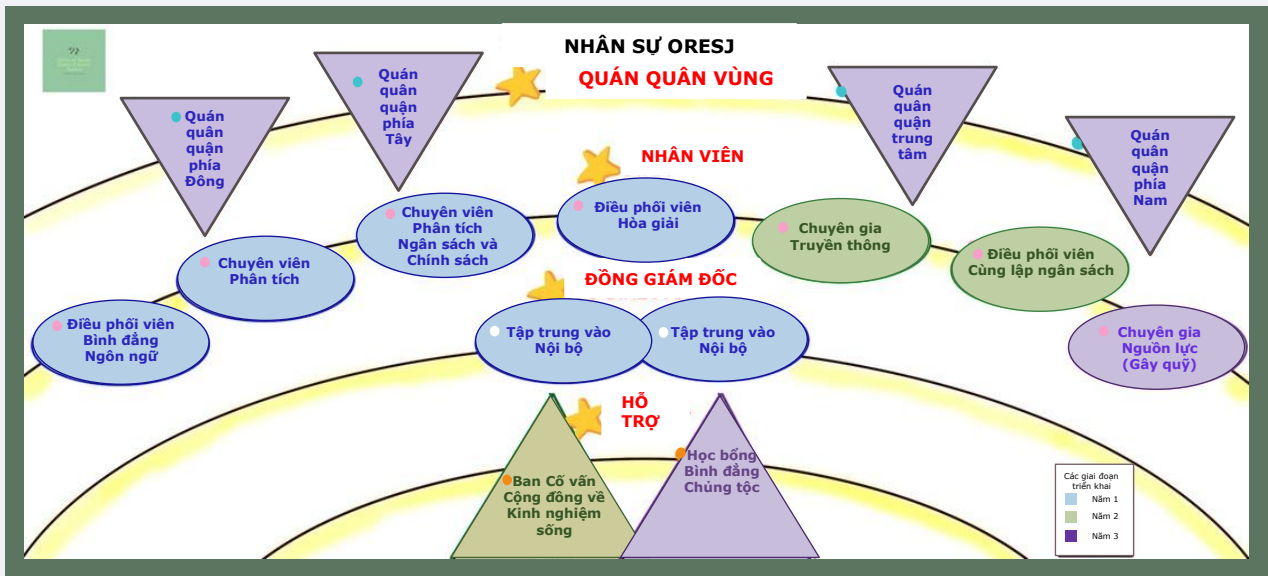 NHÂN SỰ ORESJ
QUÁN QUÂN VÙNG
Quán
quân
quận
phía
Đông
Quán
quân
quận
phía
Tây
Quán
quân
quận
trung
tâm
Quán
quân
quận
phía
Nam
NHÂN VIÊN
Điều phối viên
Bình đẳng
Ngôn ngữ
Chuyên viên
Phân tích
Chuyên viên
Phân tích
Ngân sách và
Chính sách
Điều phối viên
Hòa giải
Chuyên gia
Truyền thông
Điều phối viên
Cùng lập ngân sách
Chuyên gia
Nguồn lực
(Gây quỹ)
ĐỒNG GIÁM ĐỐC
Tập trung vào
Nội bộ
Tập trung vào
Nội bộ
HỖ
TRỢ
Ban Cố vấn
Cộng đồng về
Kinh nghiệm
sống
Học bổng
Bình đẳng
Chủng tộc
Các giai đoạn
triển khai
Năm 1
Năm 2
Năm 3